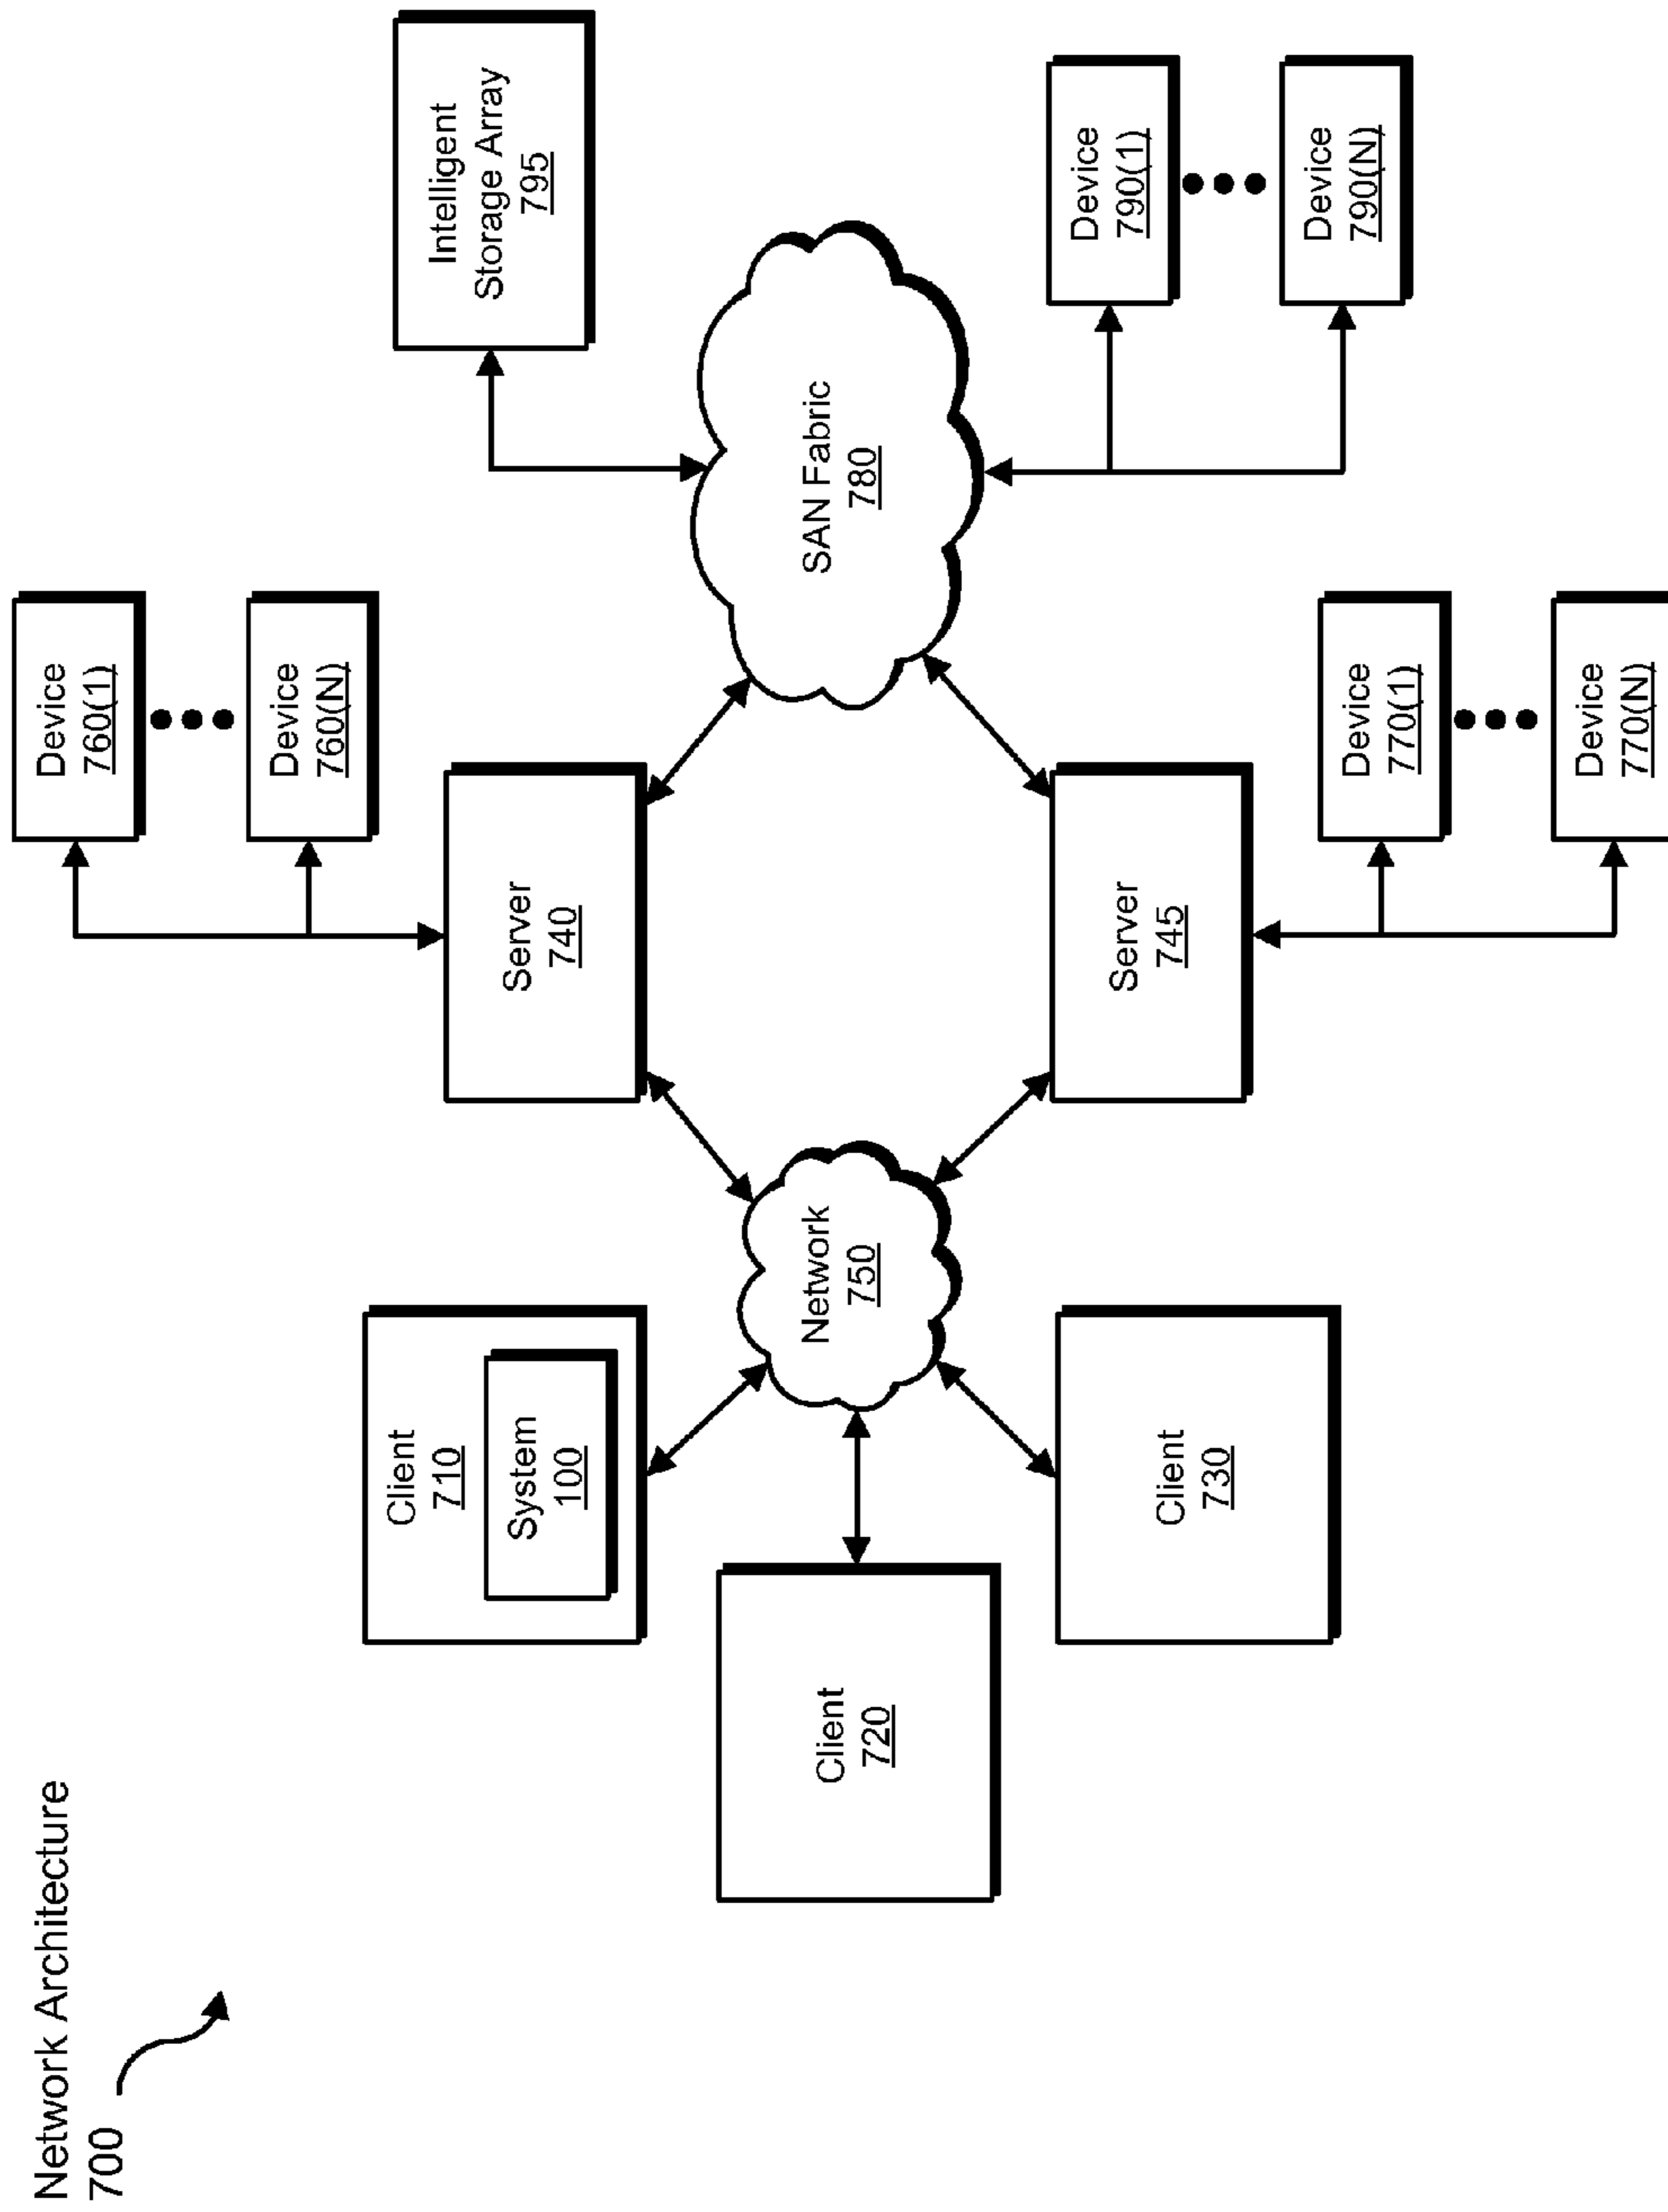 Network Architecture
700
Client
710
System
100
Client
720
Client
730
Network
750
Server
740
Server
745
Device
760(1)
Device
760(N)
Device
770(1)
Device
770(N)
SAN Fabric
780
Intelligent
Storage Array
795
Device
790(1)
Device
790(N)